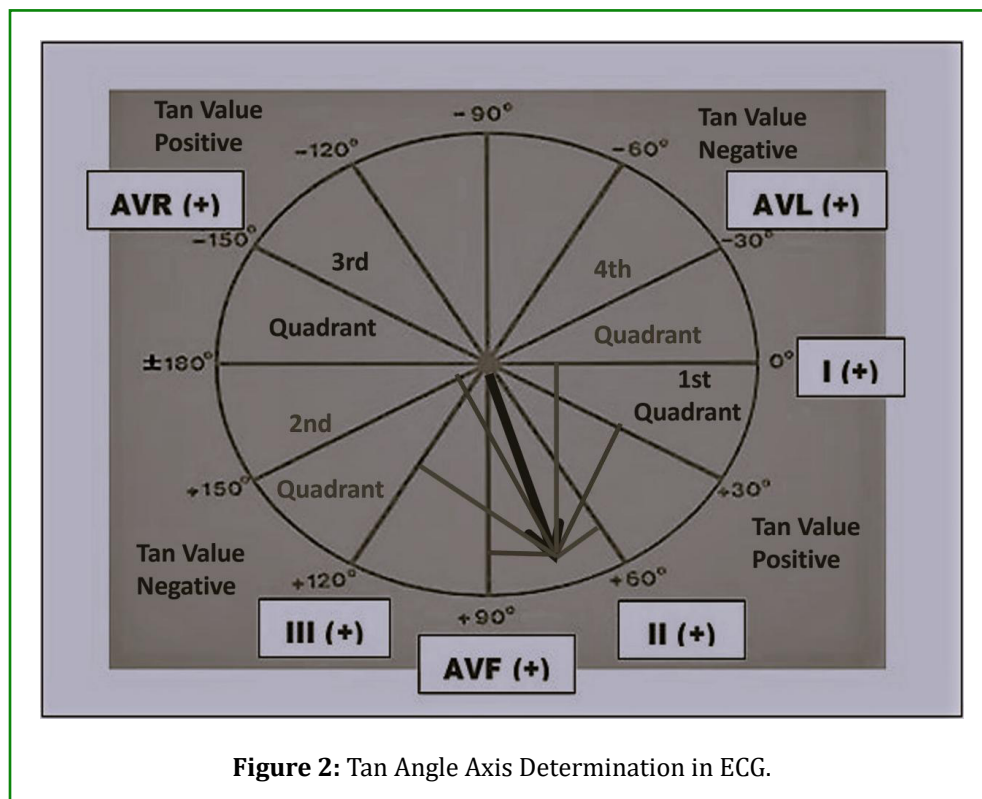 Tan Value
Positive
-90°
Tan Value
Negative
-120°
-60°
AVR (+)
AVL (+)
-150°
-30°
3rd
4th
Quadrant
Quadrant
±180°
0°
I (+)
1st
Quadrant
2nd
Quadrant
+150°
+30°
Tan Value
Negative
Tan Value
Positive
+120°
+60°
+90°
III (+)
II (+)
AVF (+)
Figure 2: Tan Angle Axis Determination in ECG.